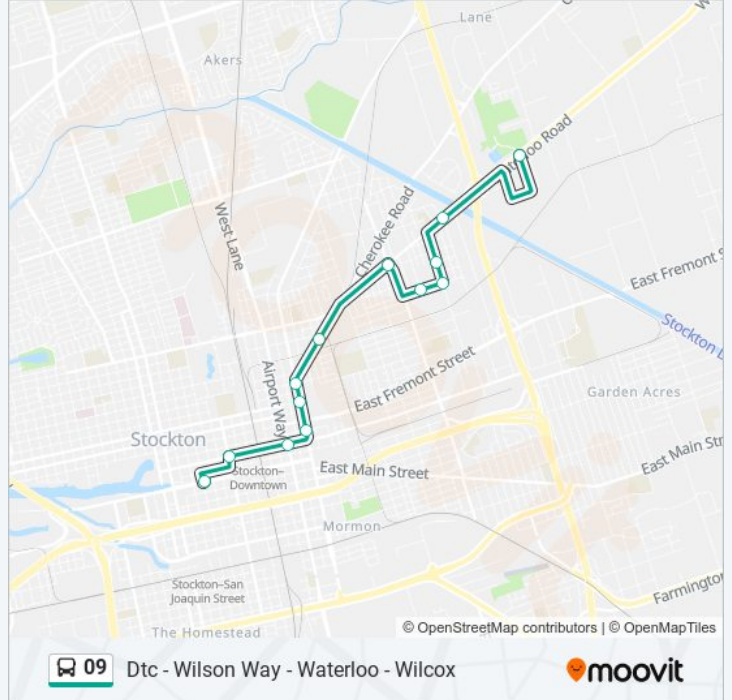 Lane
Akers
Waterloo Road
Cherokee Road
West Lane
East Fremont S
Stockton D
East Fremont Street
Airport Way
Garden Acres
Stockton
East Main Str
East Main Street
Stockton–
Downtown
Mormon
Stockton–San
Joaquin Street
Farmington
The Homestead
© OpenStreetMap contributors | © OpenMapTiles
09 Dtc - Wilson Way - Waterloo - Wilcox
moovit